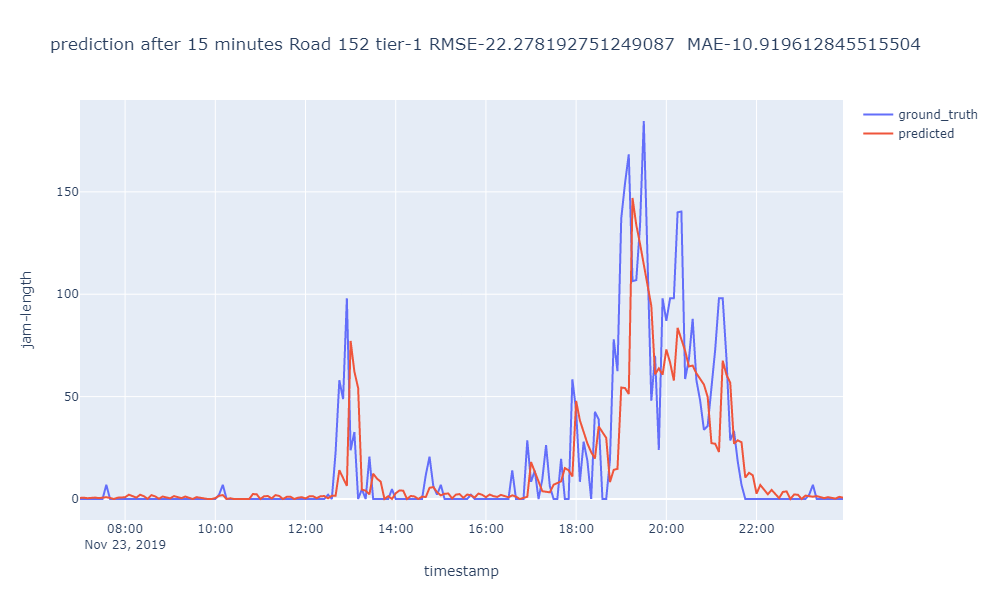 prediction after 15 minutes Road 152 tier-1 RMSE-22.278192751249087  MAE-10.919612845515504
ground_truth
predicted
150
100
50
0
jam-length
08:00 10:00 12:00 14:00 16:00 18:00 20:00 22:00
Nov 23, 2019
timestamp